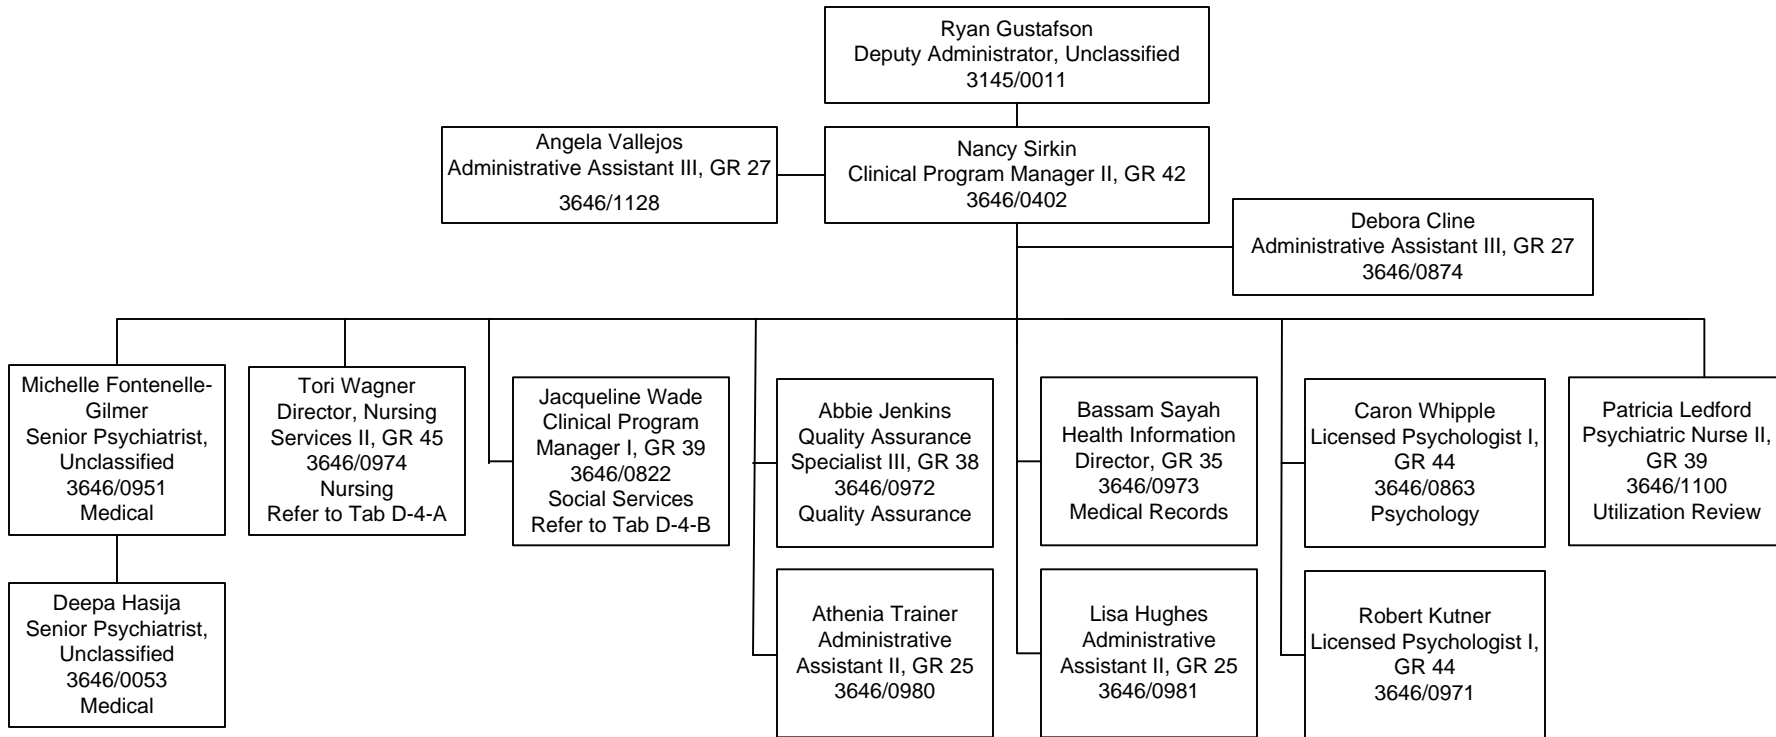 Ryan Gustafson
Deputy Administrator, Unclassified
3145/0011
Angela Vallejos
Administrative Assistant III, GR 27
3646/1128
Nancy Sirkin
Clinical Program Manager II, GR 42
3646/0402
Debora Cline
Administrative Assistant III, GR 27
3646/0874
Michelle Fontenelle-
Gilmer
Senior Psychiatrist,
Unclassified
3646/0951
Medical
Tori Wagner
Director, Nursing
Services II, GR 45
3646/0974
Nursing
Refer to Tab D-4-A
Jacqueline Wade
Clinical Program
Manager I, GR 39
3646/0822
Social Services
Refer to Tab D-4-B
Abbie Jenkins
Quality Assurance
Specialist III, GR 38
3646/0972
Quality Assurance
Bassam Sayah
Health Information
Director, GR 35
3646/0973
Medical Records
Caron Whipple
Licensed Psychologist I,
GR 44
3646/0863
Psychology
Patricia Ledford
Psychiatric Nurse II,
GR 39
3646/1100
Utilization Review
Deepa Hasija
Senior Psychiatrist,
Unclassified
3646/0053
Medical
Athenia Trainer
Administrative
Assistant II, GR 25
3646/0980
Lisa Hughes
Administrative
Assistant II, GR 25
3646/0981
Robert Kutner
Licensed Psychologist I,
GR 44
3646/0971